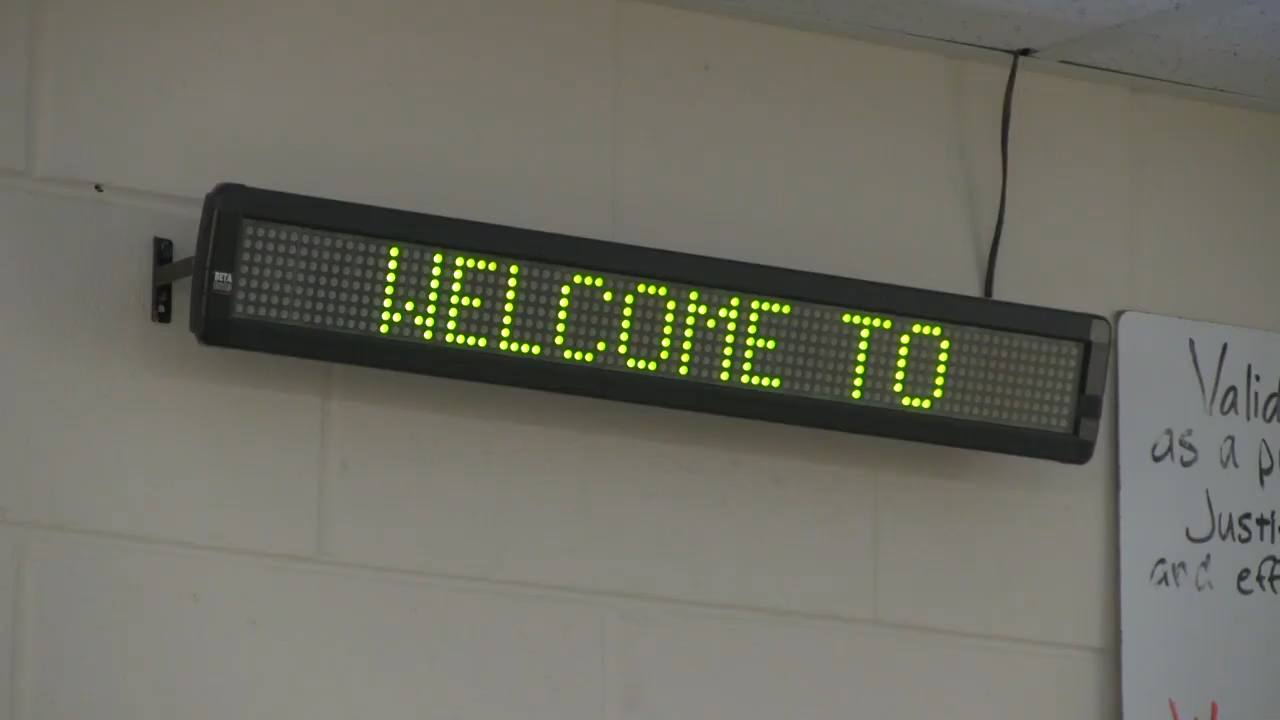 WELCOME TO
BETA
Valid
as a p
Justi
and eff